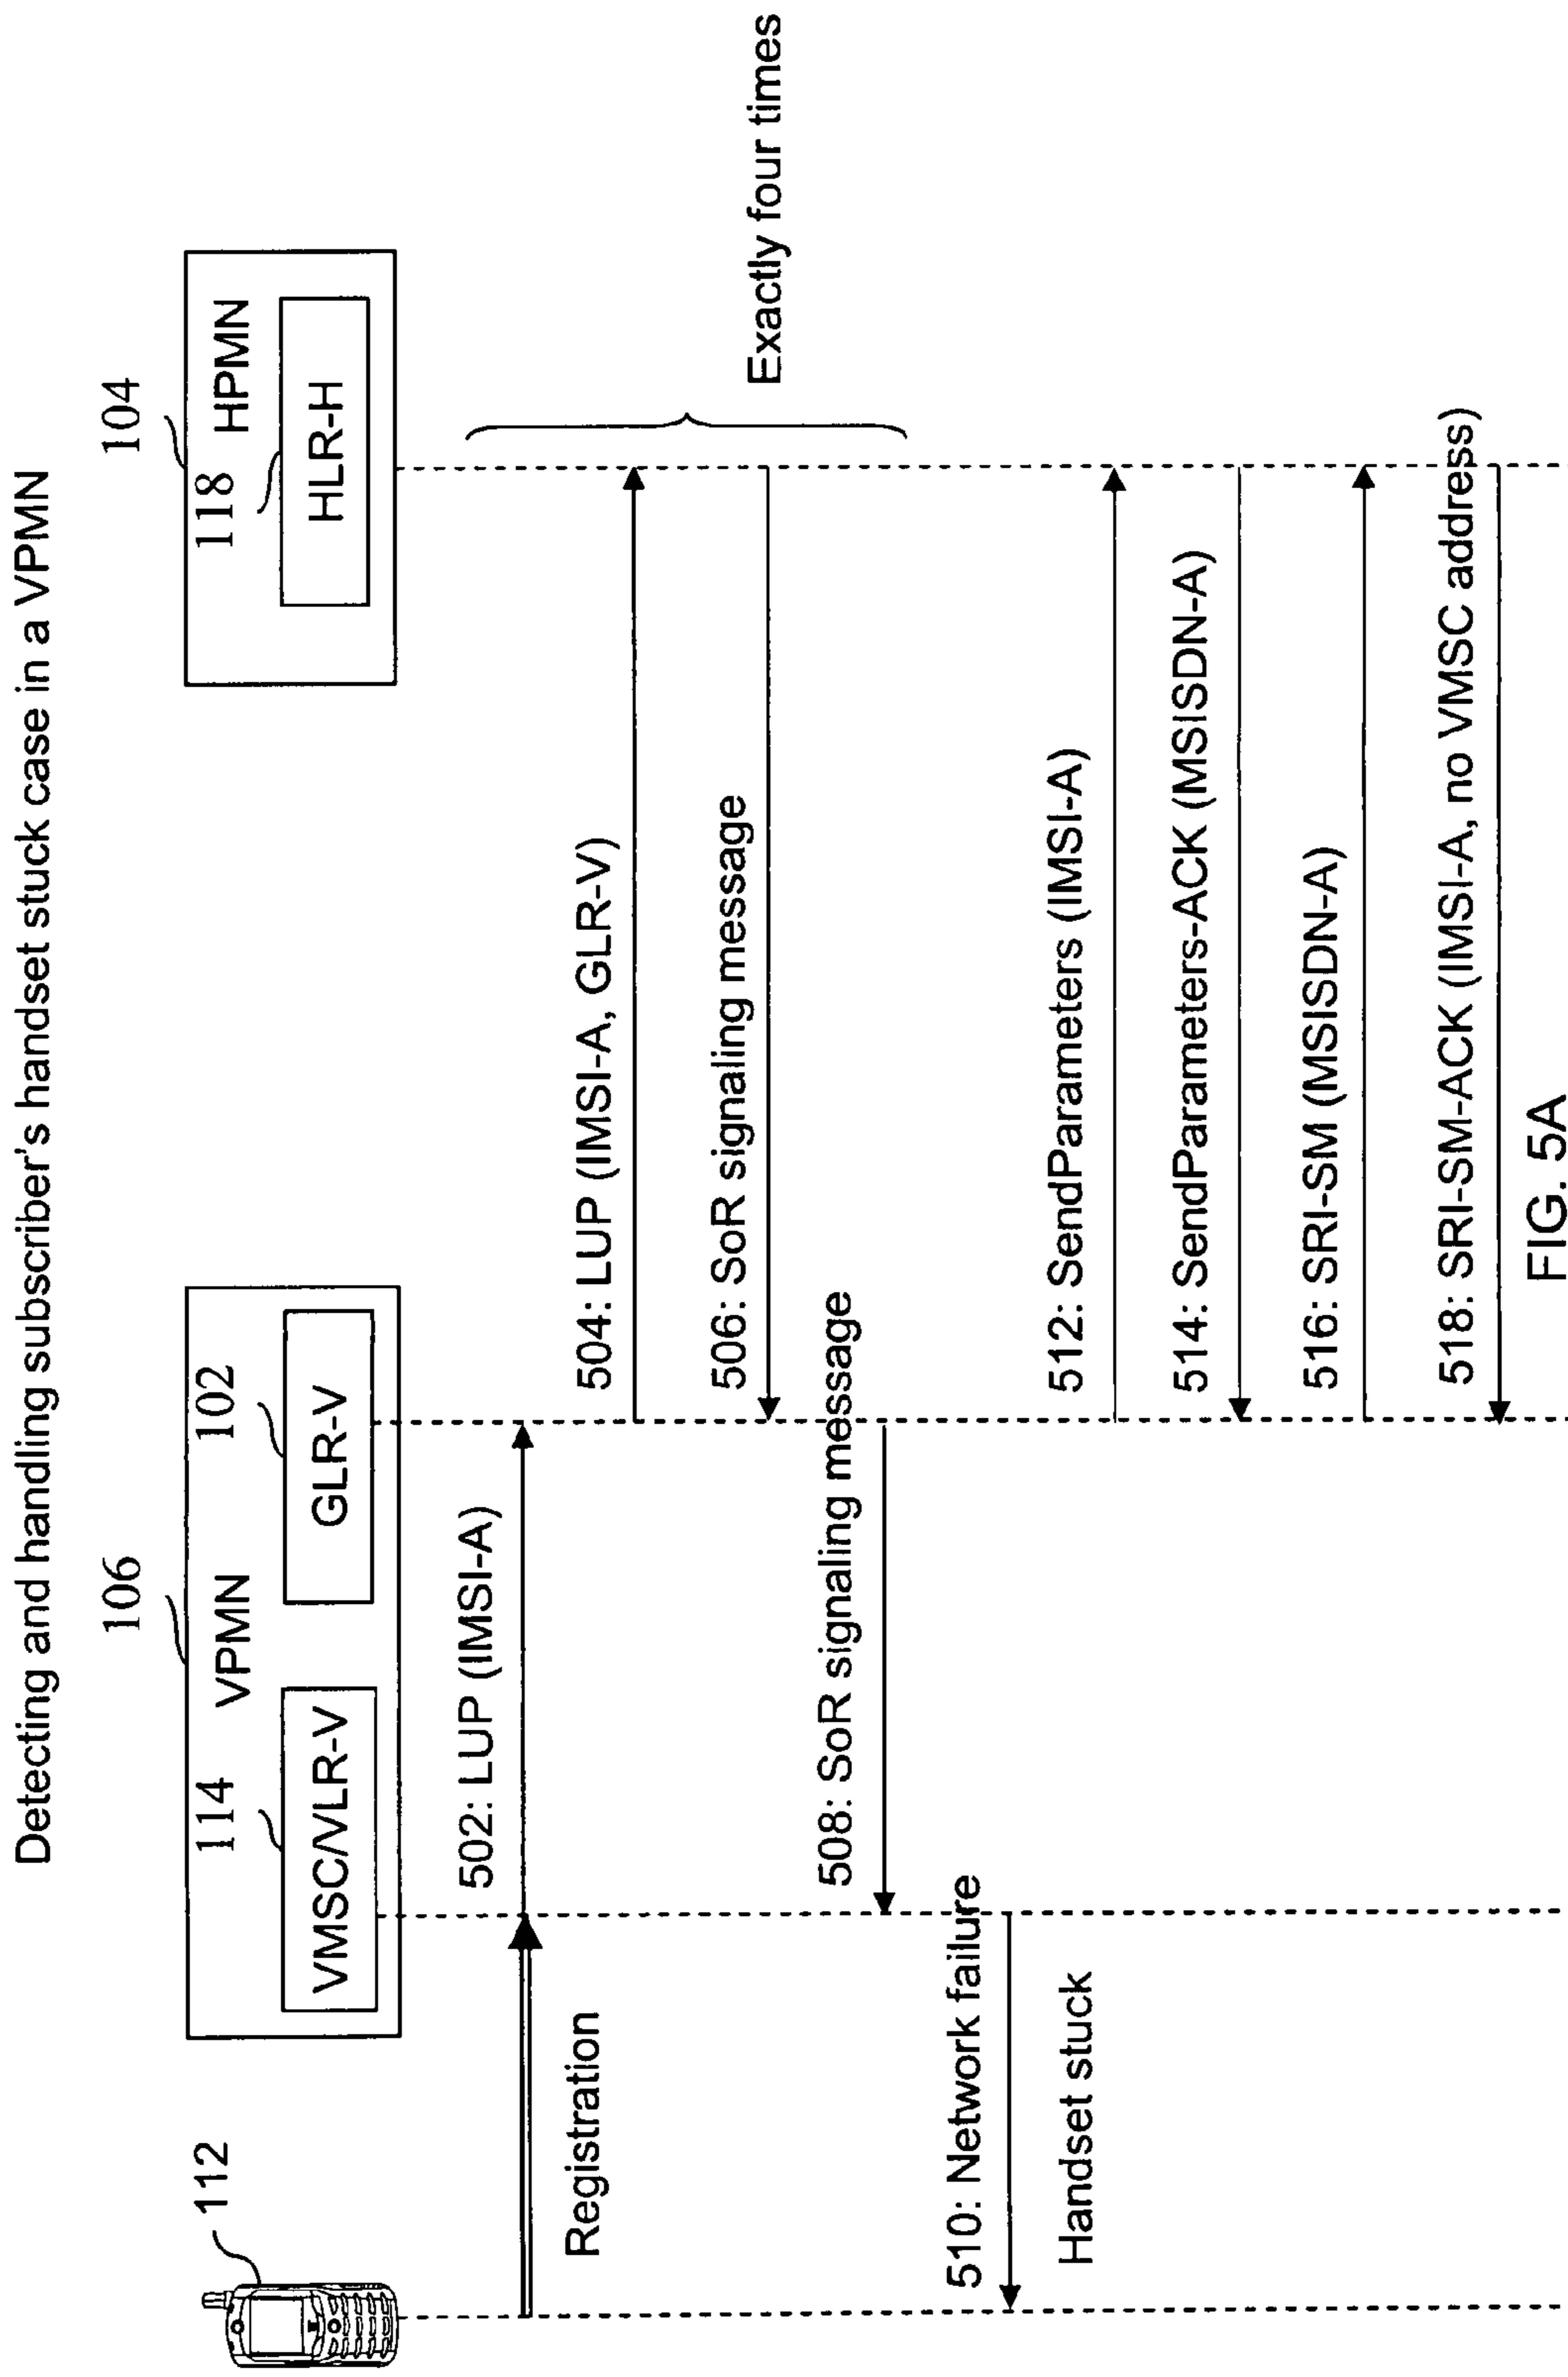 Detecting and handling subscriber's handset stuck case in a VPMN
112
106
VPMN
114
VMSC/VLR-V
102
GLR-V
104
HPMN
118
HLR-H
Registration
502: LUP (IMSI-A)
504: LUP (IMSI-A, GLR-V)
506: SoR signaling message
Exactly four times
508: SoR signaling message
510: Network failure
Handset stuck
512: SendParameters (IMSI-A)
514: SendParameters-ACK (MSISDN-A)
516: SRI-SM (MSISDN-A)
518: SRI-SM-ACK (IMSI-A, no VMSC address)
FIG. 5A